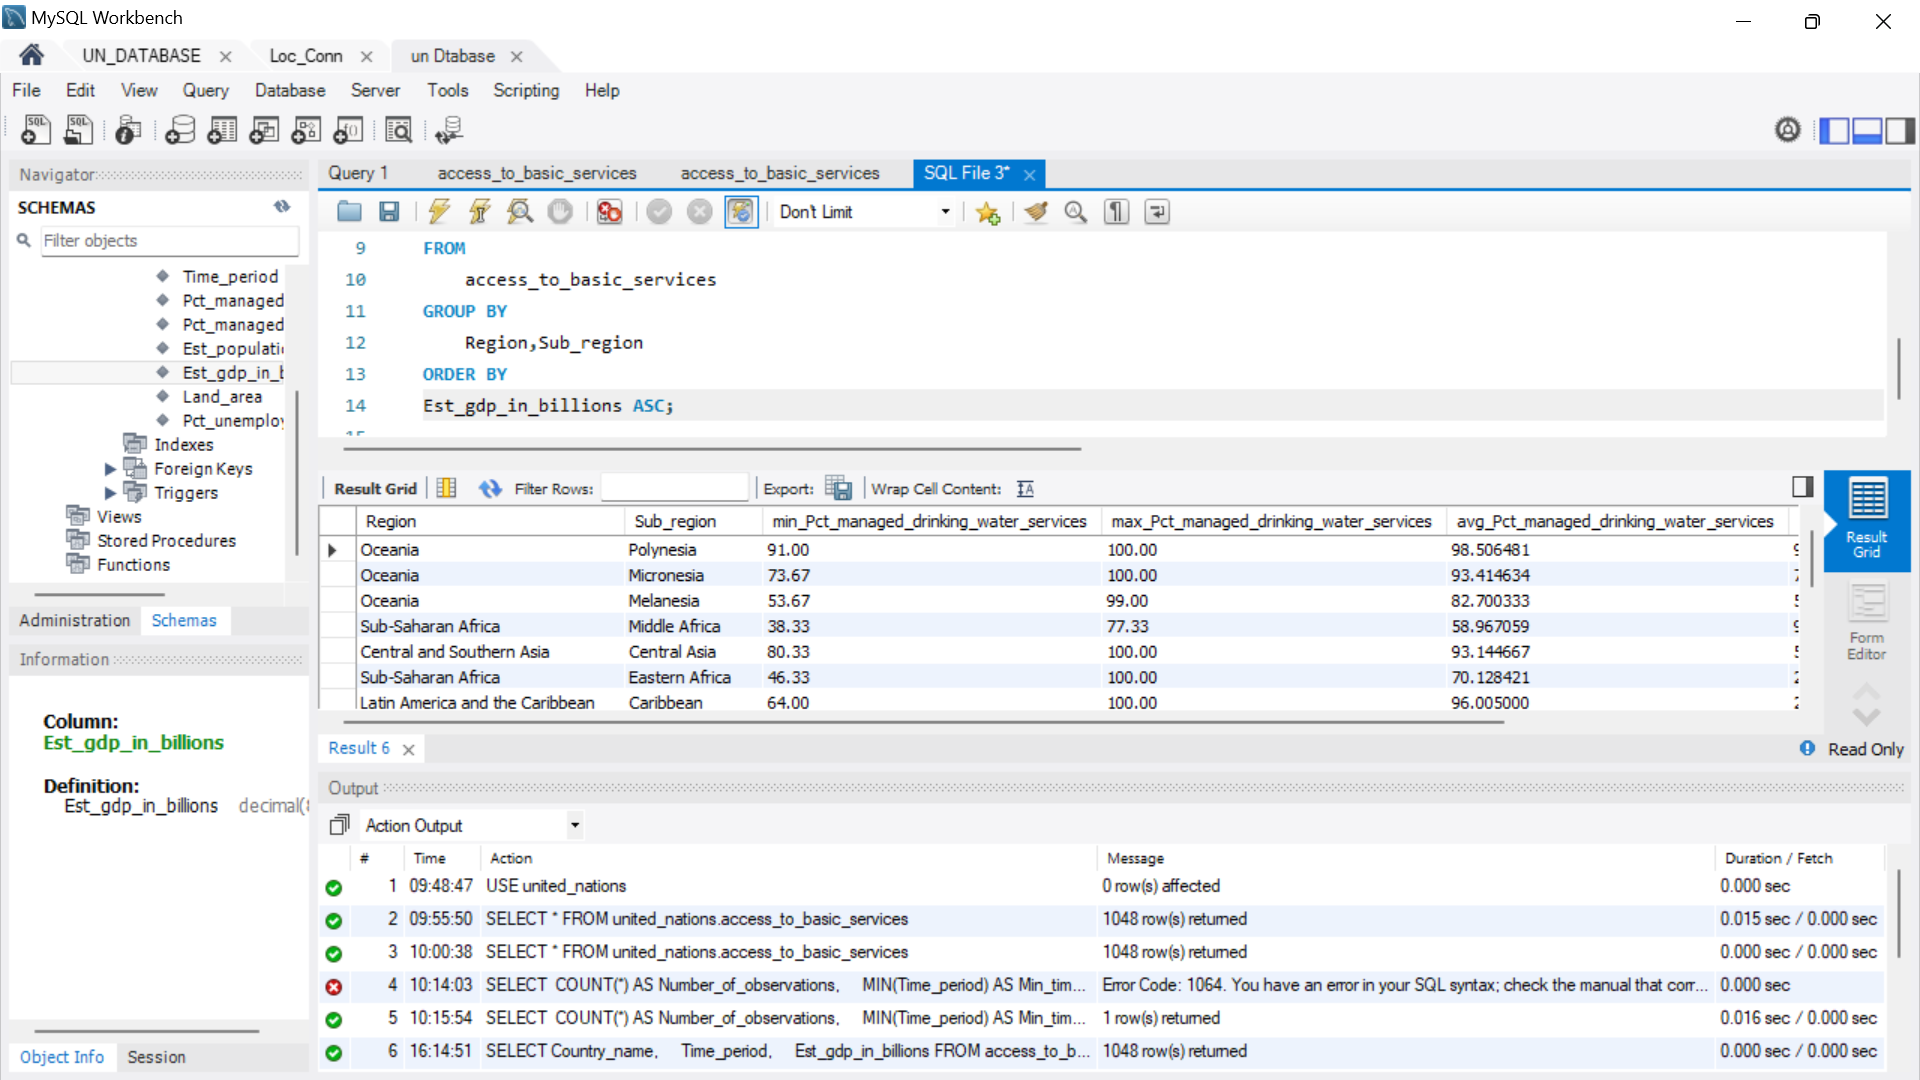 MySQL Workbench
UN_DATABASE
Loc_Conn
un Dtabase
File Edit View Query Database Server Tools Scripting Help
Navigator
SCHEMAS
Filter objects
Time_period
Pct_managed
Pct_managed
Est_populati
Est_gdp_in_b
Land_area
Pct_unemploy
Indexes
Foreign Keys
Triggers
Views
Stored Procedures
Functions
Administration Schemas
Information
Column:
Est_gdp_in_billions
Definition:
Est_gdp_in_billions decimal(
Object Info Session
Query 1 access_to_basic_services access_to_basic_services SQL File 3*
Don't Limit
9 FROM
10 access_to_basic_services
11 GROUP BY
12 Region,Sub_region
13 ORDER BY
14 Est_gdp_in_billions ASC;
Result Grid Filter Rows: Export: Wrap Cell Content:
Region Sub_region min_Pct_managed_drinking_water_services max_Pct_managed_drinking_water_services avg_Pct_managed_drinking_water_services
Oceania Polynesia 91.00 100.00 98.506481
Oceania Micronesia 73.67 100.00 93.414634
Oceania Melanesia 53.67 99.00 82.700333
Sub-Saharan Africa Middle Africa 38.33 77.33 58.967059
Central and Southern Asia Central Asia 80.33 100.00 93.144667
Sub-Saharan Africa Eastern Africa 46.33 100.00 70.128421
Latin America and the Caribbean Caribbean 64.00 100.00 96.005000
Result
Grid
Form
Editor
Result 6
Read Only
Output
Action Output
# Time Action Message Duration / Fetch
1 09:48:47 USE united_nations 0 row(s) affected 0.000 sec
2 09:55:50 SELECT * FROM united_nations.access_to_basic_services 1048 row(s) returned 0.015 sec / 0.000 sec
3 10:00:38 SELECT * FROM united_nations.access_to_basic_services 1048 row(s) returned 0.000 sec / 0.000 sec
4 10:14:03 SELECT COUNT(*) AS Number_of_observations, MIN(Time_period) AS Min_tim... Error Code: 1064. You have an error in your SQL syntax; check the manual that corr... 0.000 sec
5 10:15:54 SELECT COUNT(*) AS Number_of_observations, MIN(Time_period) AS Min_tim... 1 row(s) returned 0.016 sec / 0.000 sec
6 16:14:51 SELECT Country_name, Time_period, Est_gdp_in_billions FROM access_to_b... 1048 row(s) returned 0.000 sec / 0.000 sec